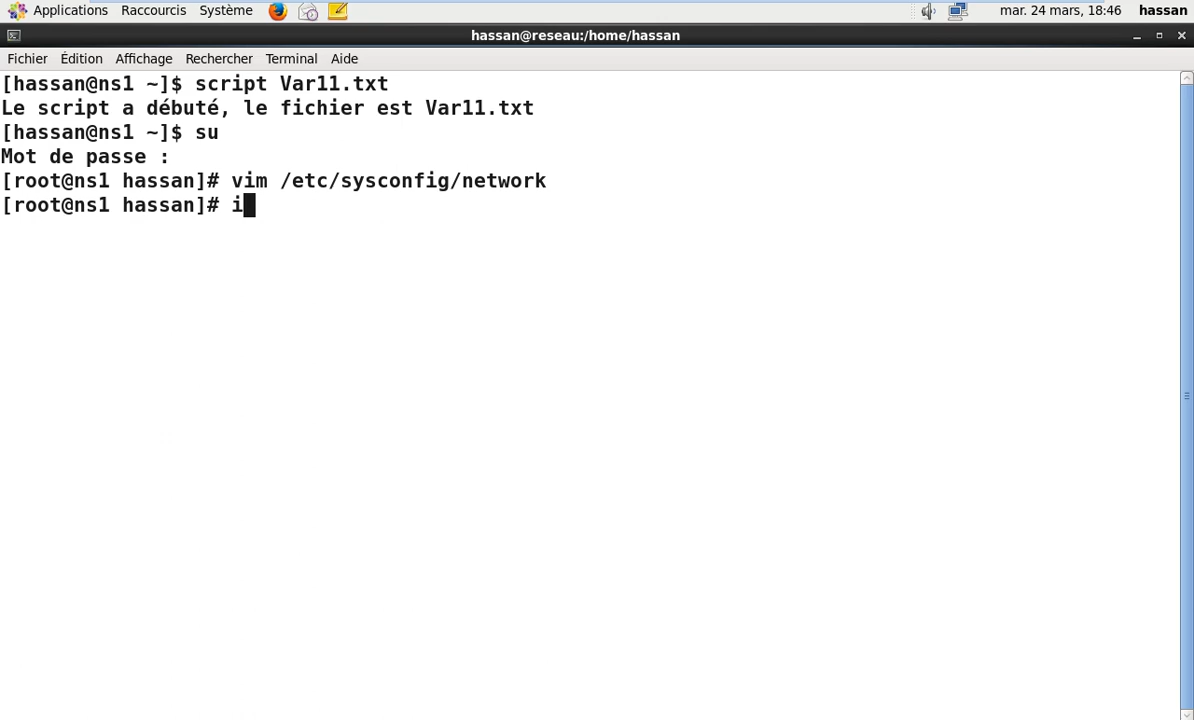 Applications Raccourcis Système mar. 24 mars, 18:46 hassan
hassan@reseau:/home/hassan
Fichier Édition Affichage Rechercher Terminal Aide
[hassan@ns1 ~]$ script Var11.txt
Le script a débuté, le fichier est Var11.txt
[hassan@ns1 ~]$ su
Mot de passe :
[root@ns1 hassan]# vim /etc/sysconfig/network
[root@ns1 hassan]# i